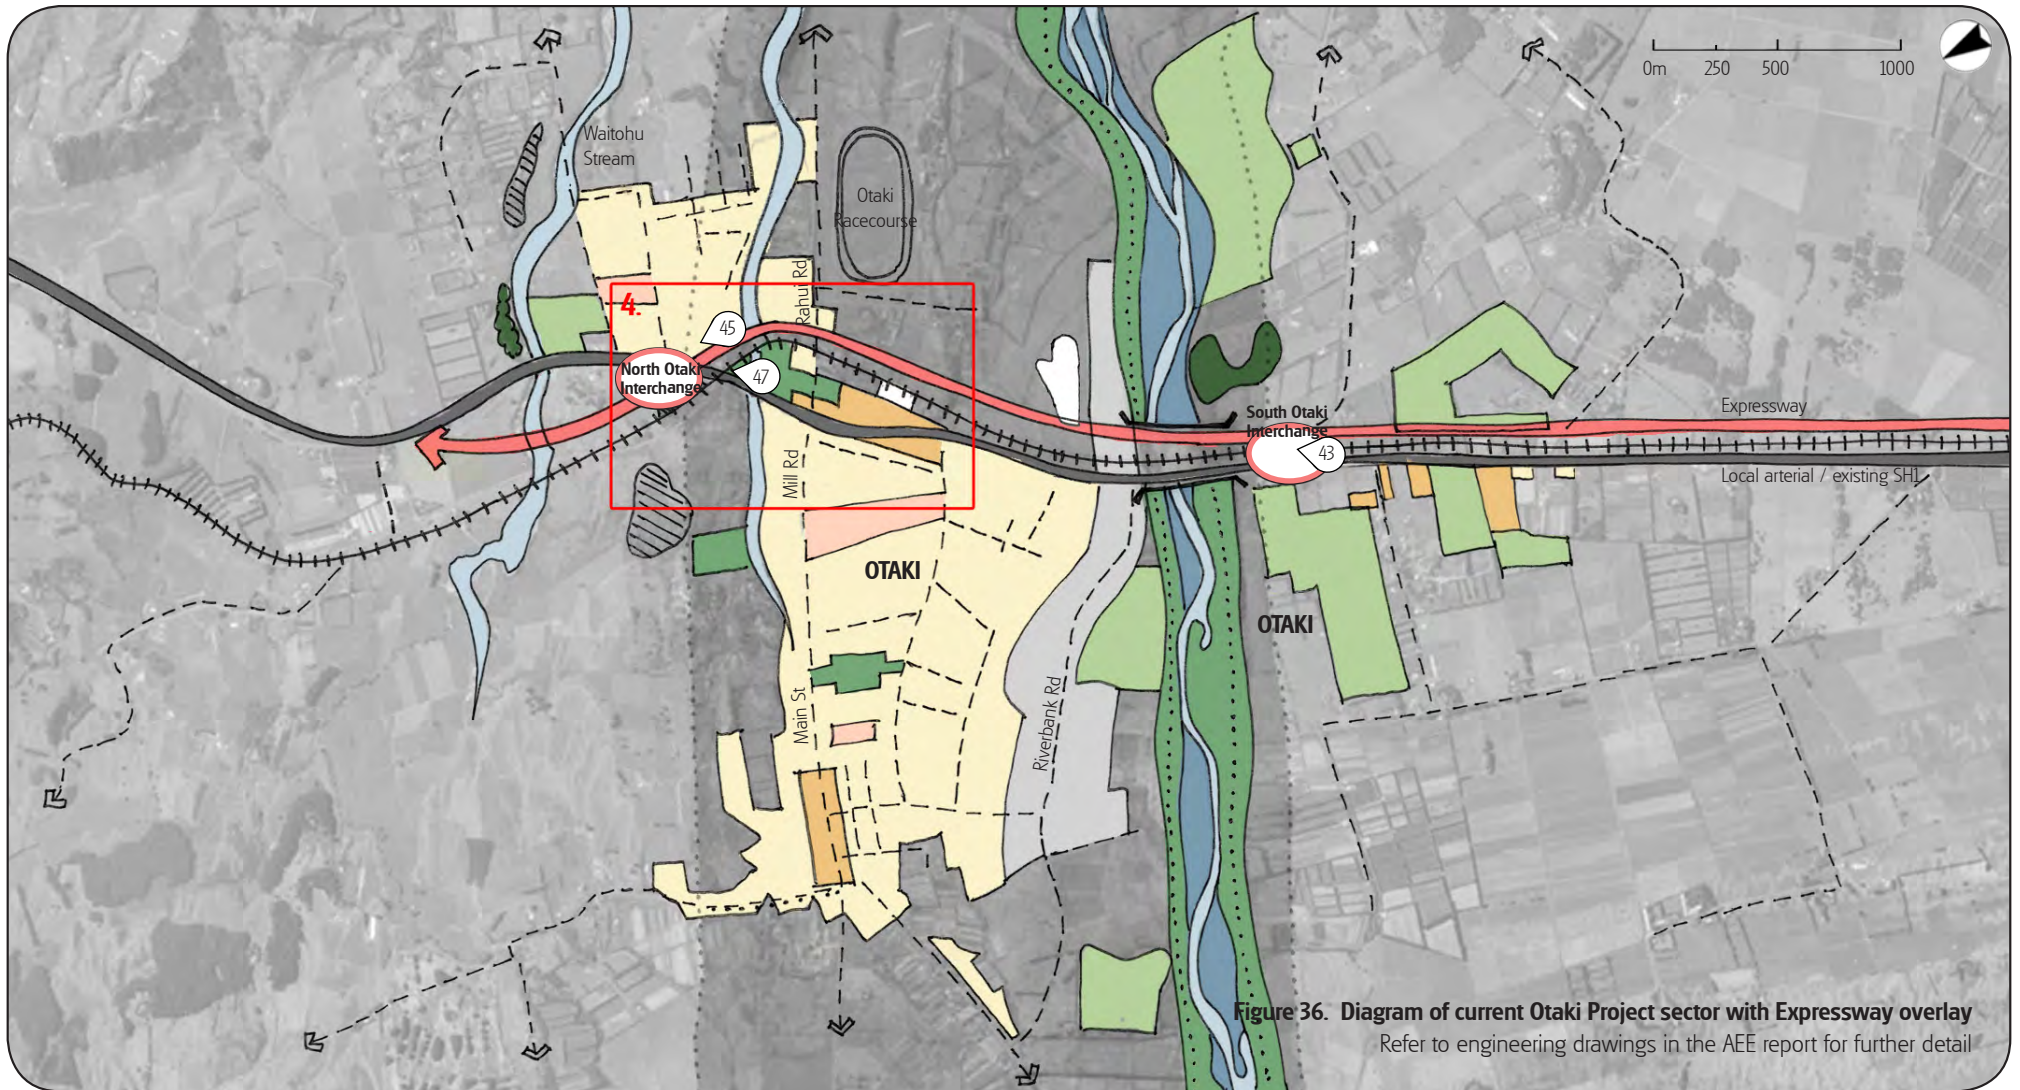 0m 250 500 1000
Waitohu
Stream
Otaki
Racecourse
Rahui Rd
4.
45
North Otaki
Interchange
47
South Otaki
Interchange
43
Expressway
Local arterial / existing SH1
Mill Rd
OTAKI
OTAKI
Main St
Riverbank Rd
Figure 36. Diagram of current Otaki Project sector with Expressway overlay
Refer to engineering drawings in the AEE report for further detail